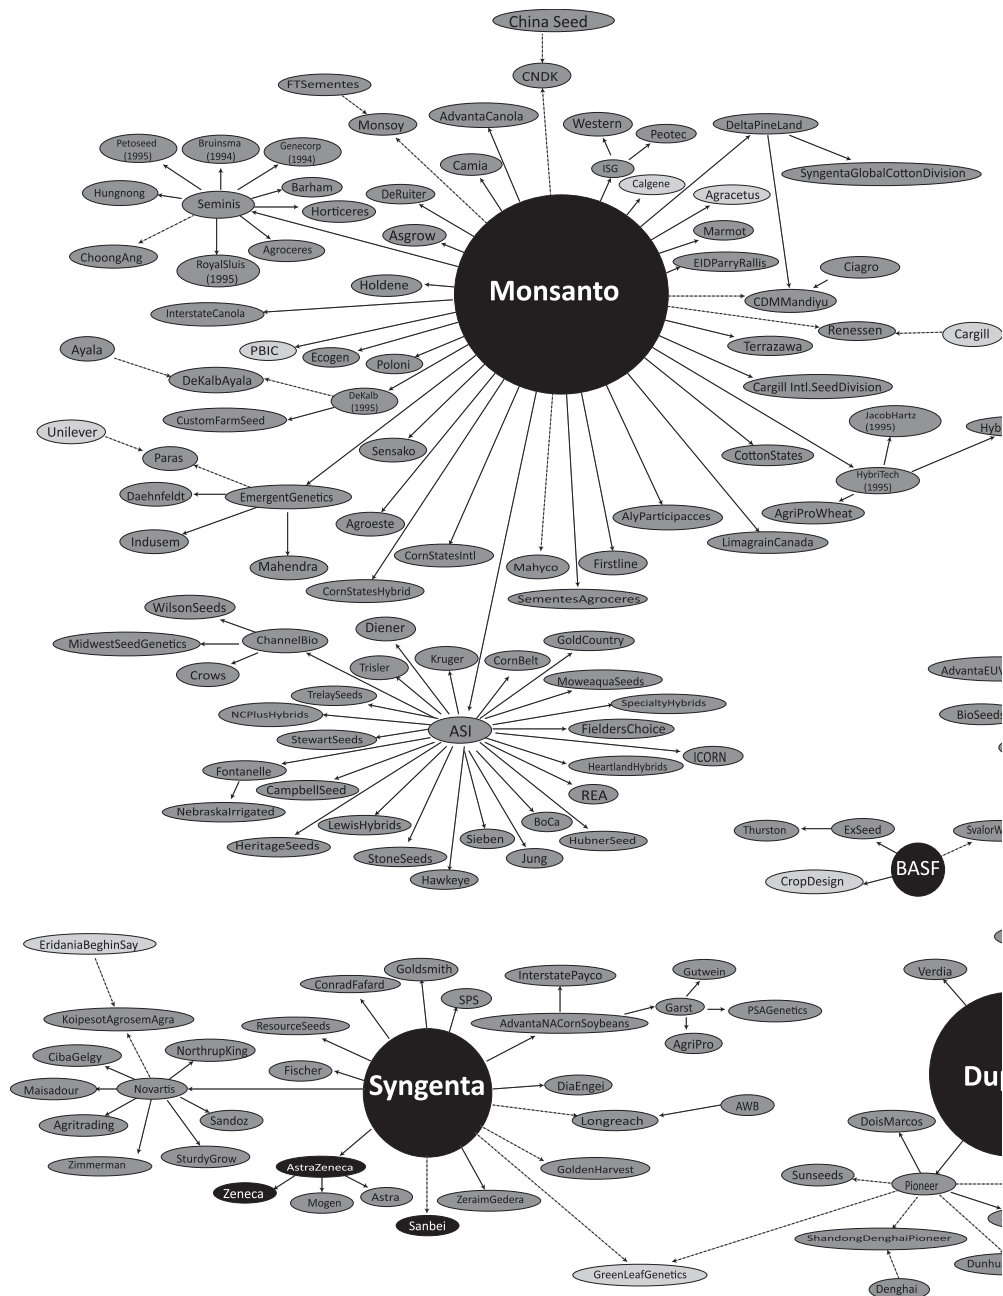 China Seed
CNDK
FTSementes
Monsoy
AdvantaCanola
Western
Peotec
DeltaPineLand
Petoseed
(1995)
Bruinsma
(1994)
Genecorp
(1994)
Camia
ISG
Calgene
SyngentaGlobalCottonDivision
Hungnong
Barham
DeRuiter
Agracetus
Seminis
Horticeres
Marmot
Asgrow
ChoongAng
Agroceres
EIDParryRallis
RoyalSluis
(1995)
Ciagro
Holdene
Monsanto
CDMMandiyu
InterstateCanola
Renessen
Cargill
PBIC
Ecogen
Poloni
Terrazawa
Ayala
DeKalbAyala
DeKalb
(1995)
Cargill Intl.SeedDivision
CustomFarmSeed
JacobHartz
(1995)
Hyb
Unilever
Sensako
CottonStates
Paras
HybriTech
(1995)
Daehnfeldt
EmergentGenetics
AgriProWheat
Agroeste
AlyParticipacces
Indusem
LimagrainCanada
CornStatesIntl
Mahendra
Mahyco
Firstline
CornStatesHybrid
SementesAgroceres
WilsonSeeds
Diener
ChannelBio
GoldCountry
MidwestSeedGenetics
Kruger
CornBelt
Trisler
Crows
MoweaquaSeeds
AdvantaEUV
TrelaySeeds
SpecialtyHybrids
NCPlusHybrids
BioSeeds
ASI
FieldersChoice
StewartSeeds
ICORN
Fontanelle
HeartlandHybrids
CampbellSeed
REA
NebraskaIrrigated
LewisHybrids
BoCa
Thurston
ExSeed
SvalorW
HeritageSeeds
Sieben
HubnerSeed
StoneSeeds
Jung
BASF
Hawkeye
CropDesign
EridaniaBeghinSay
Goldsmith
InterstatePayco
Gutwein
Verdia
ConradFafard
SPS
KoipesotAgrosemAgra
ResourceSeeds
AdvantaNACornSoybeans
Garst
PSAGenetics
CibaGelgy
NorthrupKing
AgriPro
Fischer
Syngenta
Dup
Maisadour
Novartis
DiaEngei
Agritrading
Sandoz
Longreach
AWB
DoisMarcos
Zimmerman
SturdyGrow
AstraZeneca
GoldenHarvest
Sunseeds
Pioneer
Zeneca
Mogen
Astra
ZeraimGedera
Sanbei
ShandongDenghaiPioneer
Dunhua
GreenLeafGenetics
Denghai